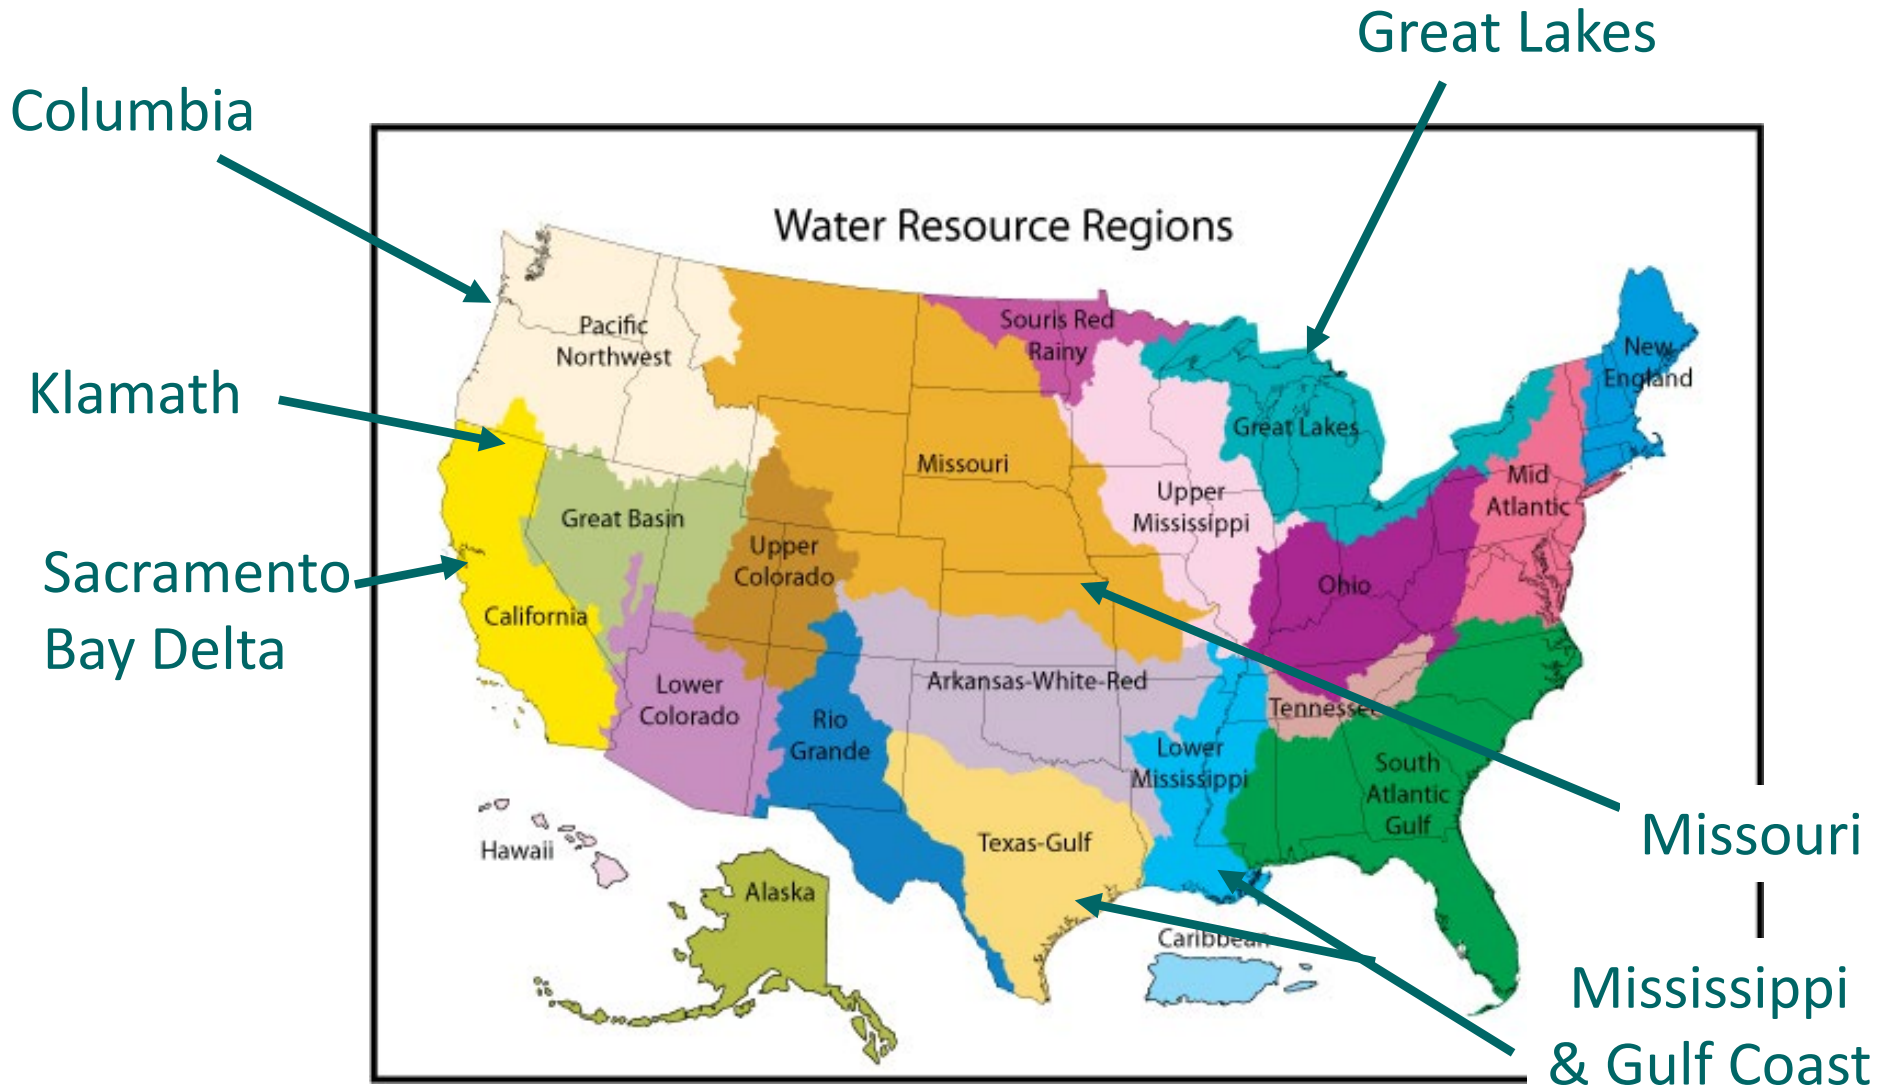 Great Lakes
Columbia
Water Resource Regions
Klamath
Sacramento
Bay Delta
Pacific
Northwest
Souris Red
Rainy
New
England
Great Lakes
Missouri
Upper
Mississippi
Mid
Atlantic
Great Basin
Upper
Colorado
Ohio
California
Lower
Colorado
Arkansas-White-Red
Tennessee
Rio
Grande
Lower
Mississippi
South
Atlantic
Gulf
Texas-Gulf
Hawaii
Alaska
Caribbean
Missouri
Mississippi
& Gulf Coast